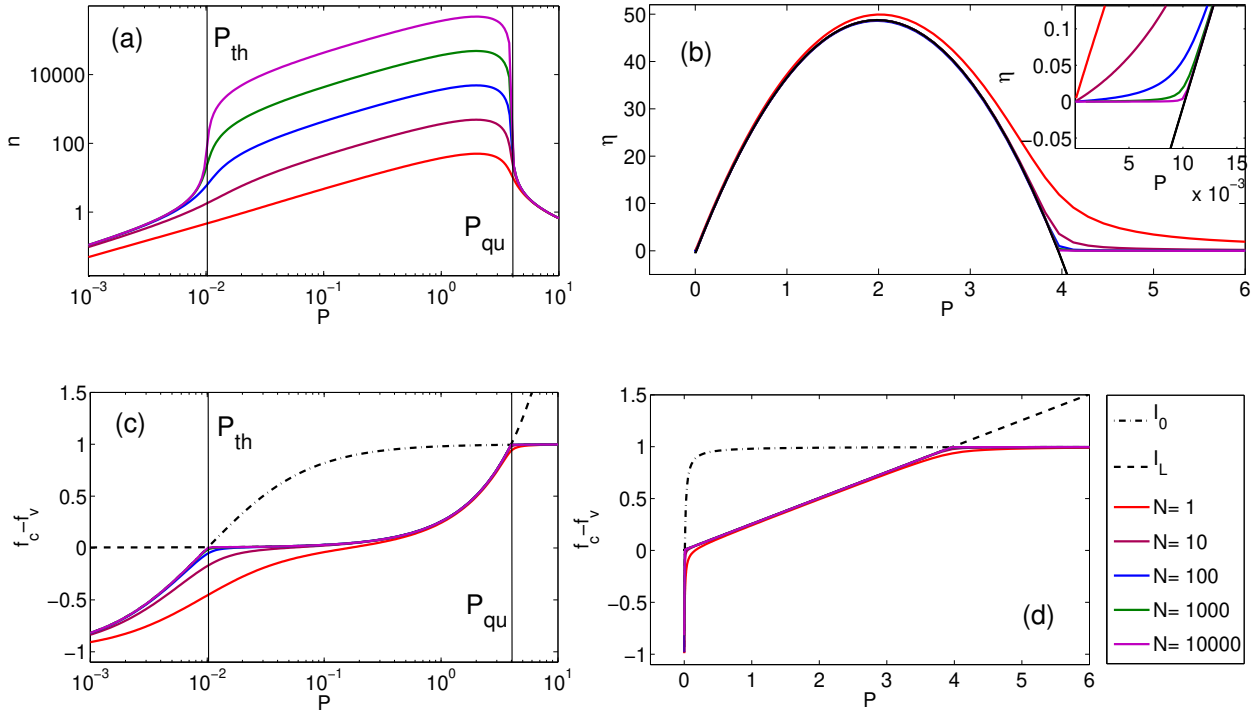 (a)
P_th
P_qu
n
10000
100
1
10^−3
10^−2
10^−1
10^0
10^1
P
(b)
η
50
40
30
20
10
0
0
1
2
3
4
5
6
P
η
0.1
0.05
0
−0.05
5
10
15
P
x 10^−3
(c)
P_th
P_qu
f_c−f_v
1.5
1
0.5
0
−0.5
−1
10^−3
10^−2
10^−1
10^0
10^1
P
(d)
f_c−f_v
1.5
1
0.5
0
−0.5
−1
0
1
2
3
4
5
6
P
I_0
I_L
N= 1
N= 10
N= 100
N= 1000
N= 10000